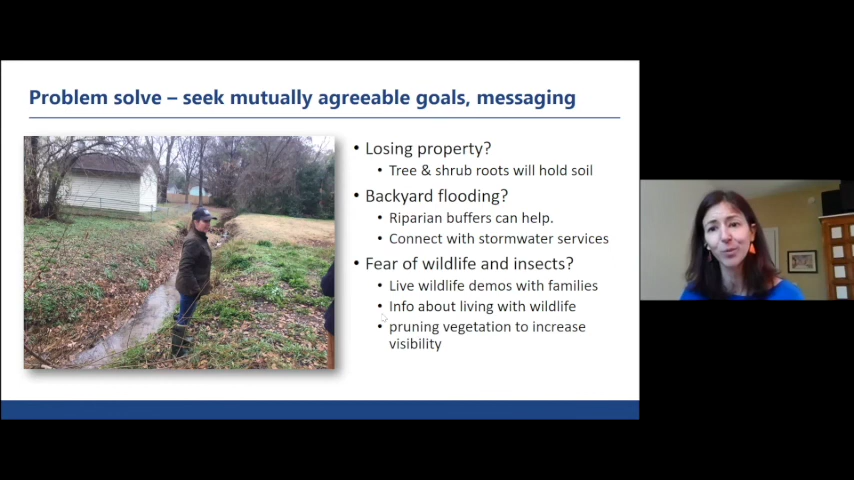 Problem solve – seek mutually agreeable goals, messaging
• Losing property?
• Tree & shrub roots will hold soil
• Backyard flooding?
• Riparian buffers can help.
• Connect with stormwater services
• Fear of wildlife and insects?
• Live wildlife demos with families
• Info about living with wildlife
• pruning vegetation to increase
visibility